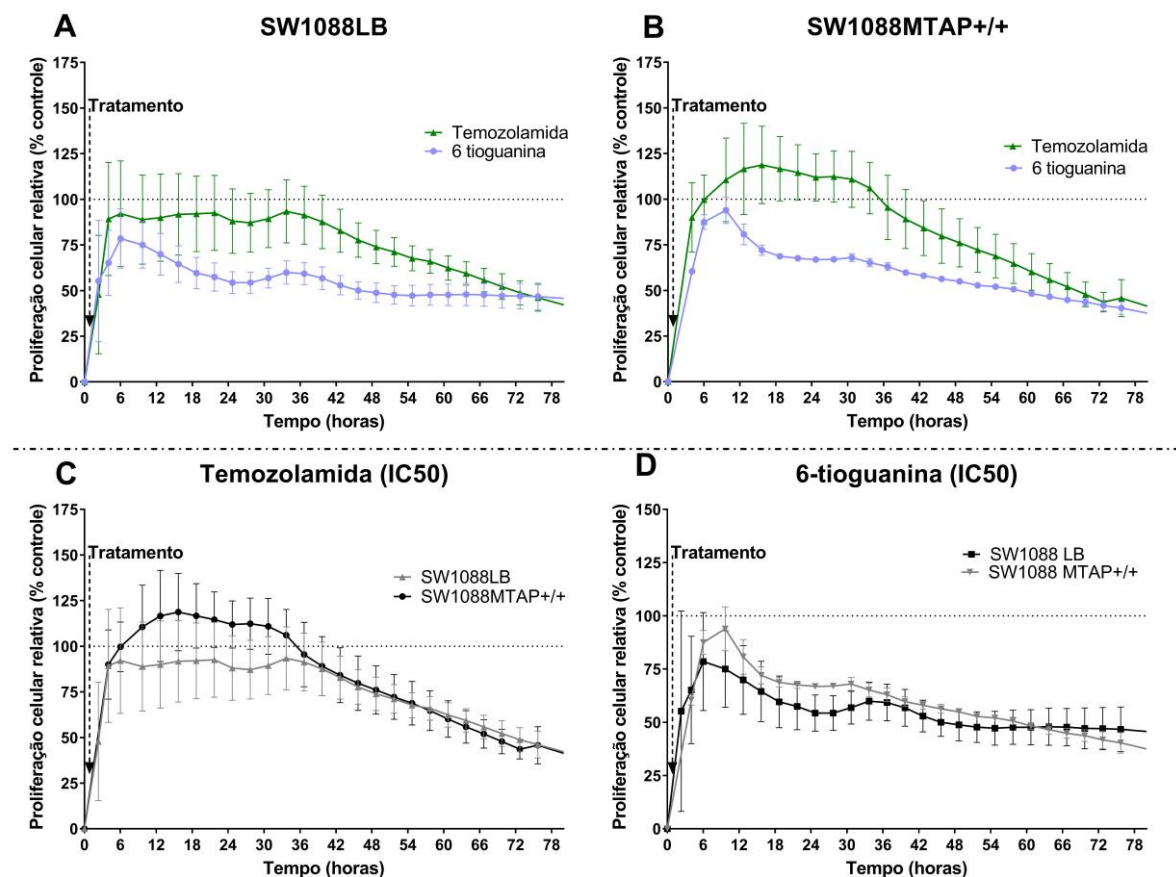 A
SW1088LB
Proliferação celular relativa (% controle)
175
150
125
100
75
50
25
0
Tratamento
Temozolamida
6 tioguanina
0 6 12 18 24 30 36 42 48 54 60 66 72 78
Tempo (horas)
B
SW1088MTAP+/+
Proliferação celular relativa (% controle)
175
150
125
100
75
50
25
0
Tratamento
Temozolamida
6 tioguanina
0 6 12 18 24 30 36 42 48 54 60 66 72 78
Tempo (horas)
C
Temozolamida (IC50)
Proliferação celular relativa (% controle)
175
150
125
100
75
50
25
0
Tratamento
SW1088LB
SW1088MTAP+/+
0 6 12 18 24 30 36 42 48 54 60 66 72 78
Tempo (horas)
D
6-tioguanina (IC50)
Proliferação celular relativa (% controle)
150
125
100
75
50
25
0
Tratamento
SW1088 LB
SW1088 MTAP+/+
0 6 12 18 24 30 36 42 48 54 60 66 72 78
Tempo (horas)